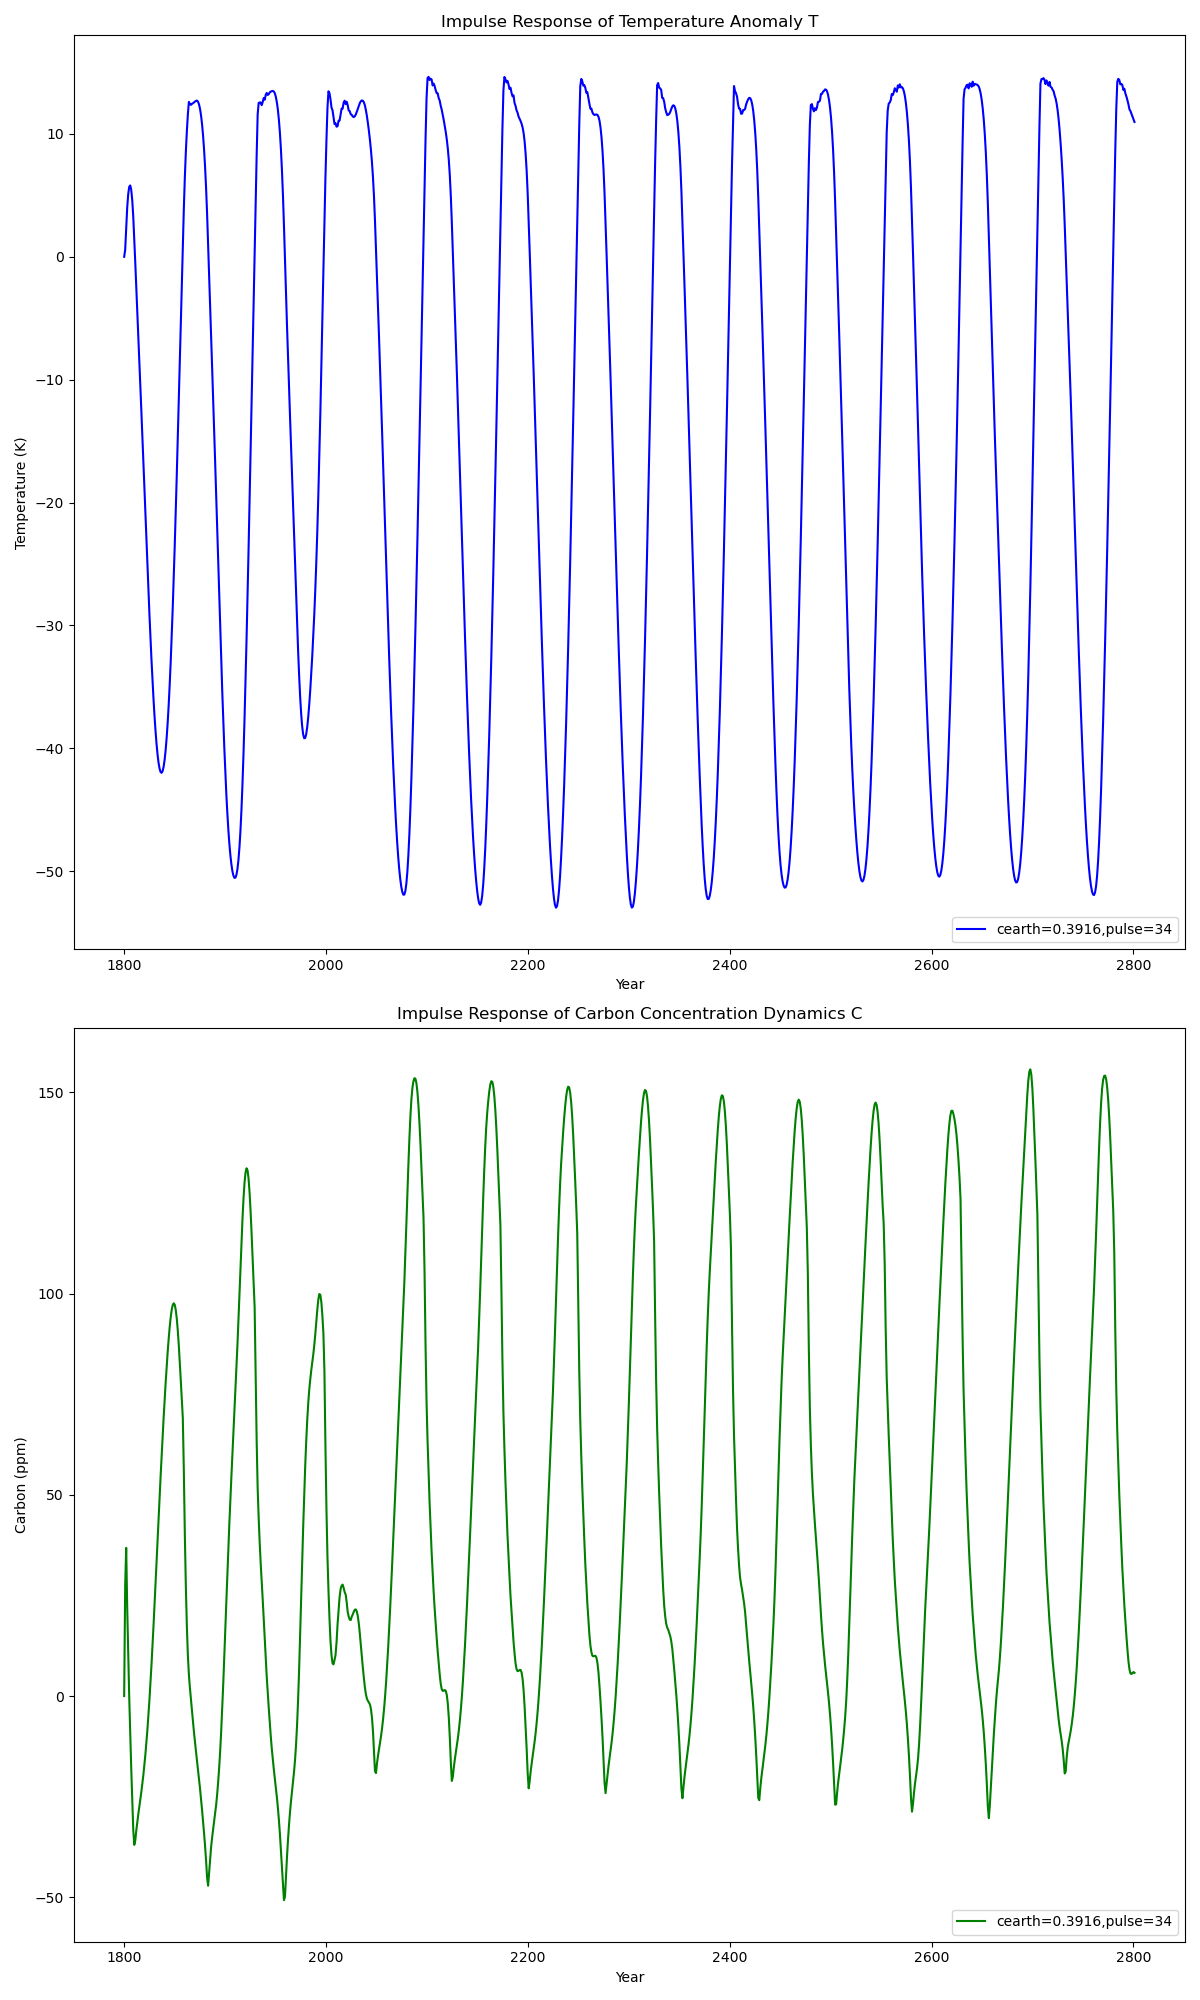 Impulse Response of Temperature Anomaly T
Temperature (K)
10
0
−10
−20
−30
−40
−50
cearth=0.3916,pulse=34
1800 2000 2200 2400 2600 2800
Year
Impulse Response of Carbon Concentration Dynamics C
Carbon (ppm)
150
100
50
0
−50
cearth=0.3916,pulse=34
1800 2000 2200 2400 2600 2800
Year